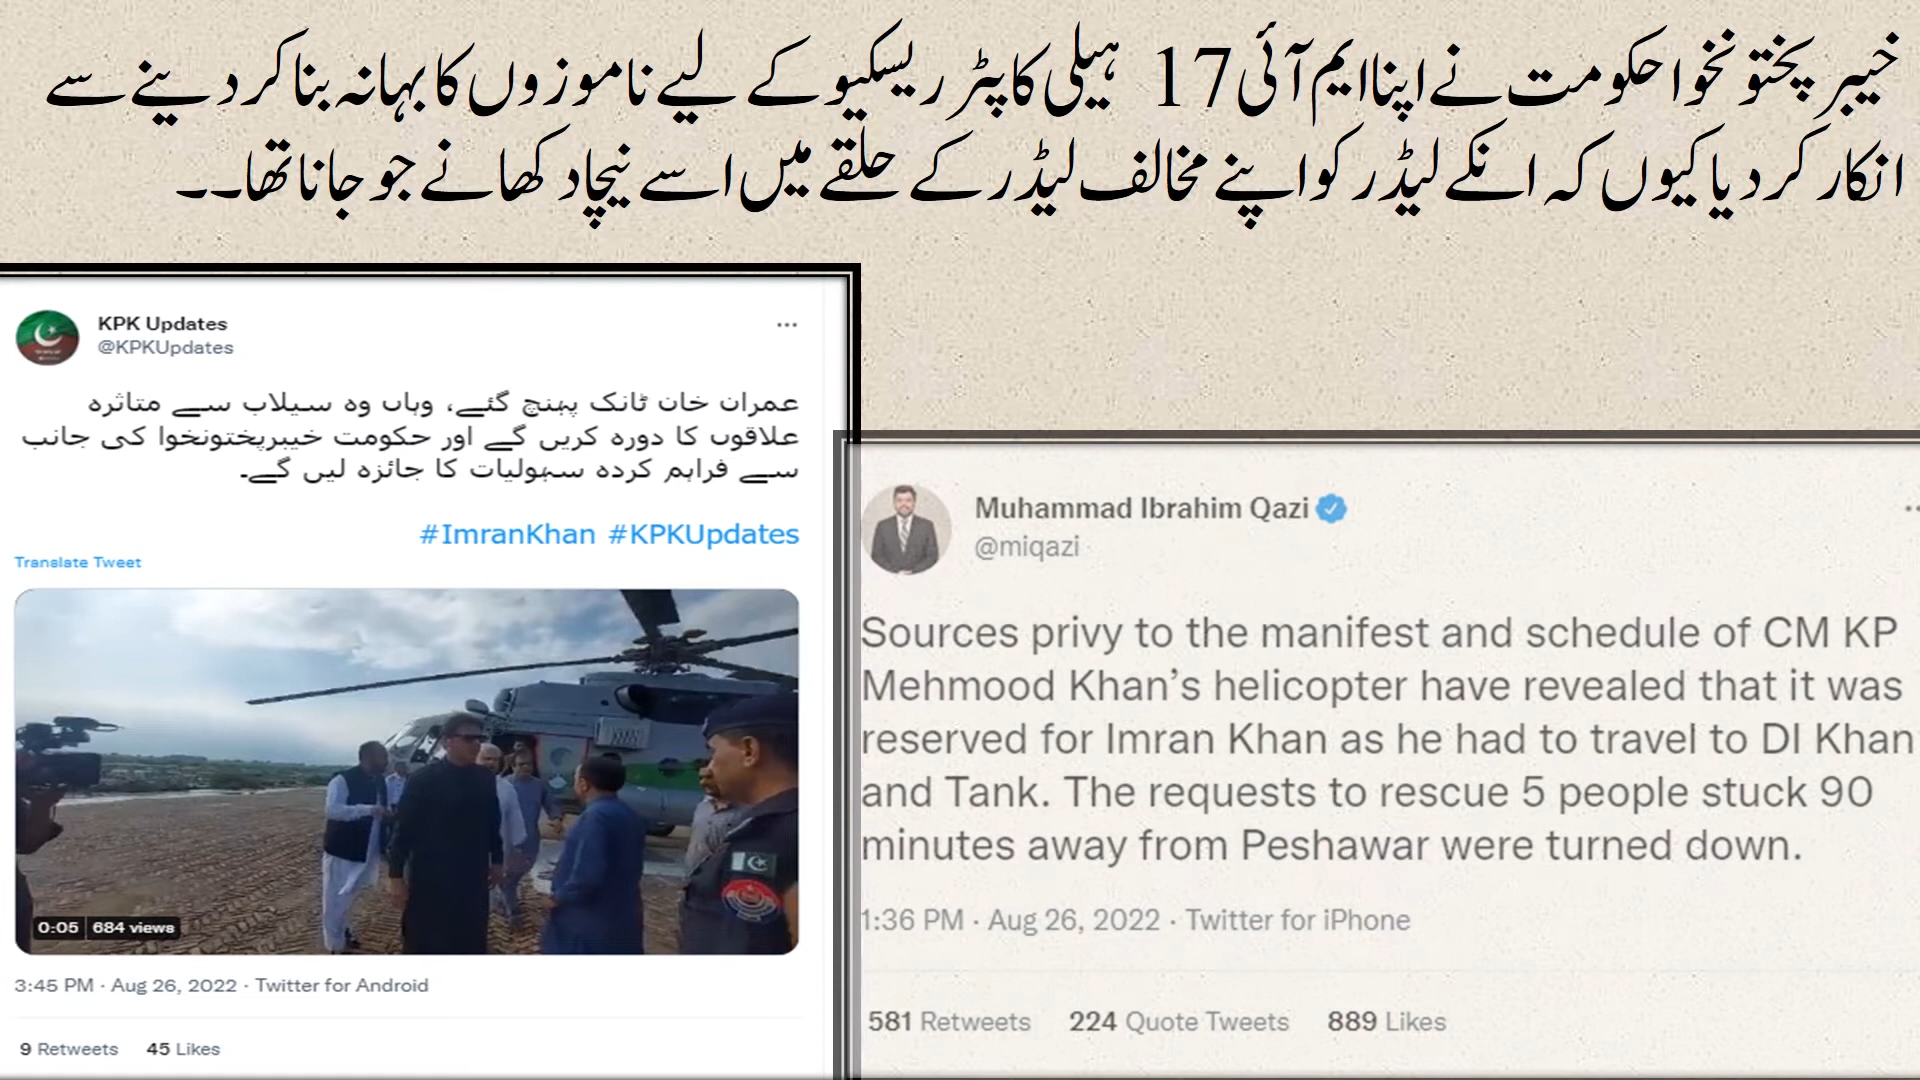 خیبر پختونخوا حکومت نے اپنا ایم آئی 17 ہیلی کاپٹر ریسکیو کے لیے ناموزوں کا بہانہ بنا کر دینے سے
انکار کر دیا کیوں کہ انکے لیڈر کو اپنے مخالف لیڈر کے حلقے میں اسے نیچا دکھانے جو جانا تھا۔۔
KPK Updates
@KPKUpdates
عمران خان ٹانک پہنچ گئے، وہاں وہ سیلاب سے متاثرہ
علاقوں کا دورہ کریں گے اور حکومت خیبرپختونخوا کی جانب
سے فراہم کردہ سہولیات کا جائزہ لیں گے۔
#ImranKhan #KPKUpdates
Translate Tweet
0:05 684 views
3:45 PM · Aug 26, 2022 · Twitter for Android
9 Retweets 45 Likes
Muhammad Ibrahim Qazi
@miqazi
Sources privy to the manifest and schedule of CM KP
Mehmood Khan’s helicopter have revealed that it was
reserved for Imran Khan as he had to travel to DI Khan
and Tank. The requests to rescue 5 people stuck 90
minutes away from Peshawar were turned down.
1:36 PM · Aug 26, 2022 · Twitter for iPhone
581 Retweets 224 Quote Tweets 889 Likes